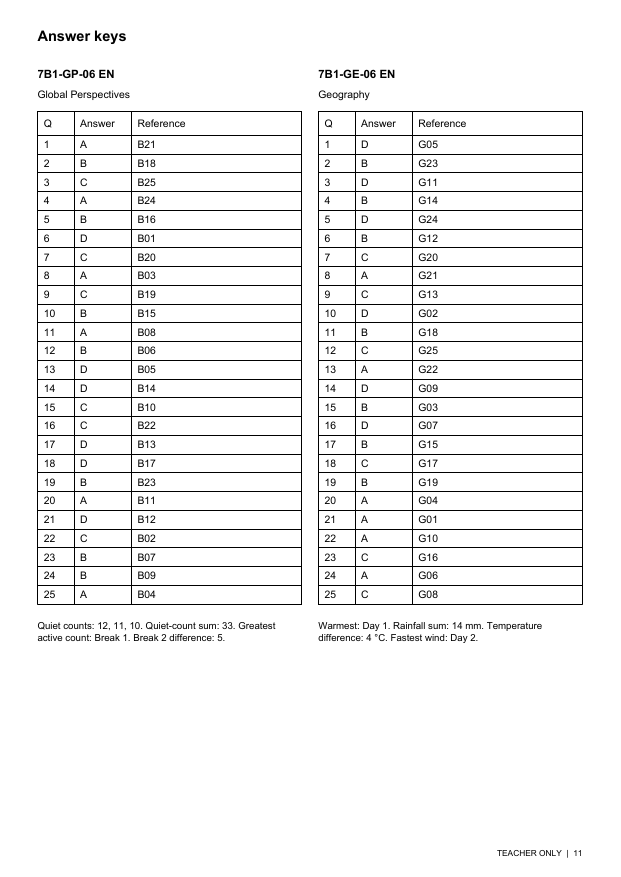 Answer keys
7B1-GP-06 EN
Global Perspectives
Q Answer Reference
1 A B21
2 B B18
3 C B25
4 A B24
5 B B16
6 D B01
7 C B20
8 A B03
9 C B19
10 B B15
11 A B08
12 B B06
13 D B05
14 D B14
15 C B10
16 C B22
17 D B13
18 D B17
19 B B23
20 A B11
21 D B12
22 C B02
23 B B07
24 B B09
25 A B04
Quiet counts: 12, 11, 10. Quiet-count sum: 33. Greatest
active count: Break 1. Break 2 difference: 5.
7B1-GE-06 EN
Geography
Q Answer Reference
1 D G05
2 B G23
3 D G11
4 B G14
5 D G24
6 B G12
7 C G20
8 A G21
9 C G13
10 D G02
11 B G18
12 C G25
13 A G22
14 D G09
15 B G03
16 D G07
17 B G15
18 C G17
19 B G19
20 A G04
21 A G01
22 A G10
23 C G16
24 A G06
25 C G08
Warmest: Day 1. Rainfall sum: 14 mm. Temperature
difference: 4 °C. Fastest wind: Day 2.
TEACHER ONLY | 11